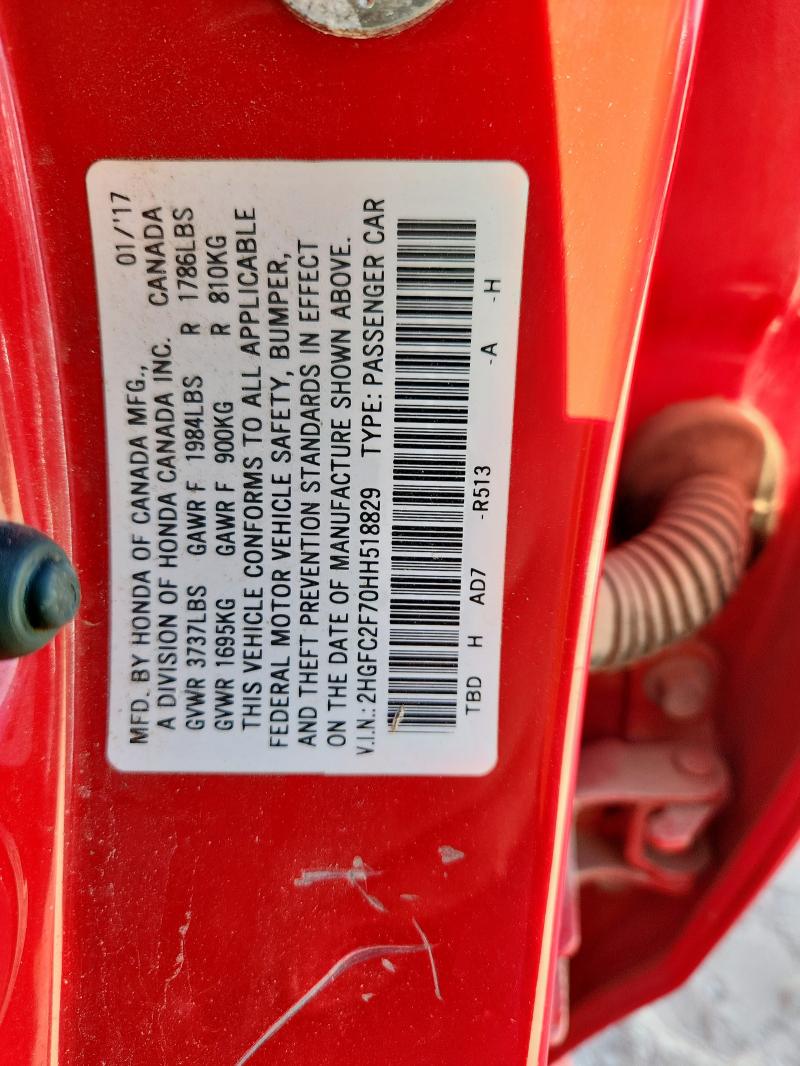 01/'17
MFD. BY HONDA OF CANADA MFG.,
A DIVISION OF HONDA CANADA INC. CANADA
GVWR 3737LBS GAWR F 1984LBS R 1786LBS
GVWR 1695KG GAWR F 900KG R 810KG
THIS VEHICLE CONFORMS TO ALL APPLICABLE
FEDERAL MOTOR VEHICLE SAFETY, BUMPER,
AND THEFT PREVENTION STANDARDS IN EFFECT
ON THE DATE OF MANUFACTURE SHOWN ABOVE.
V.I.N.: 2HGFC2F70HH518829 TYPE: PASSENGER CAR
TBD H AD7 -R513 -A -H